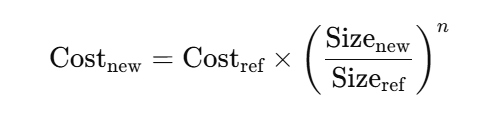 Cost_new = Cost_ref × (Size_new / Size_ref)^n